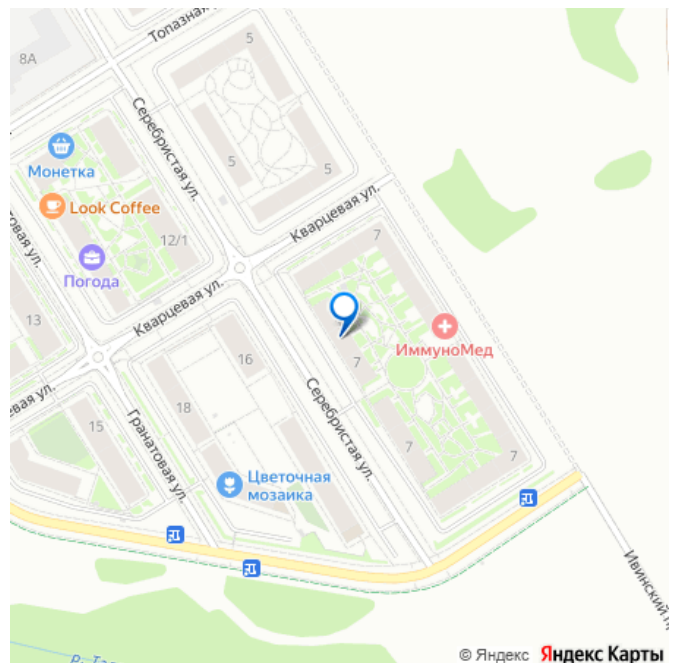 Топазная
8А
5
Серебристая ул.
5
5
Монетка
Look Coffee
12/1
Погода
Кварцевая ул.
7
Кварцевая ул.
13
ИммуноМед
16
7
18
15
Гранатовая ул.
Серебристая ул.
7
7
Цветочная
мозаика
Ивинский
© Яндекс Яндекс Карты